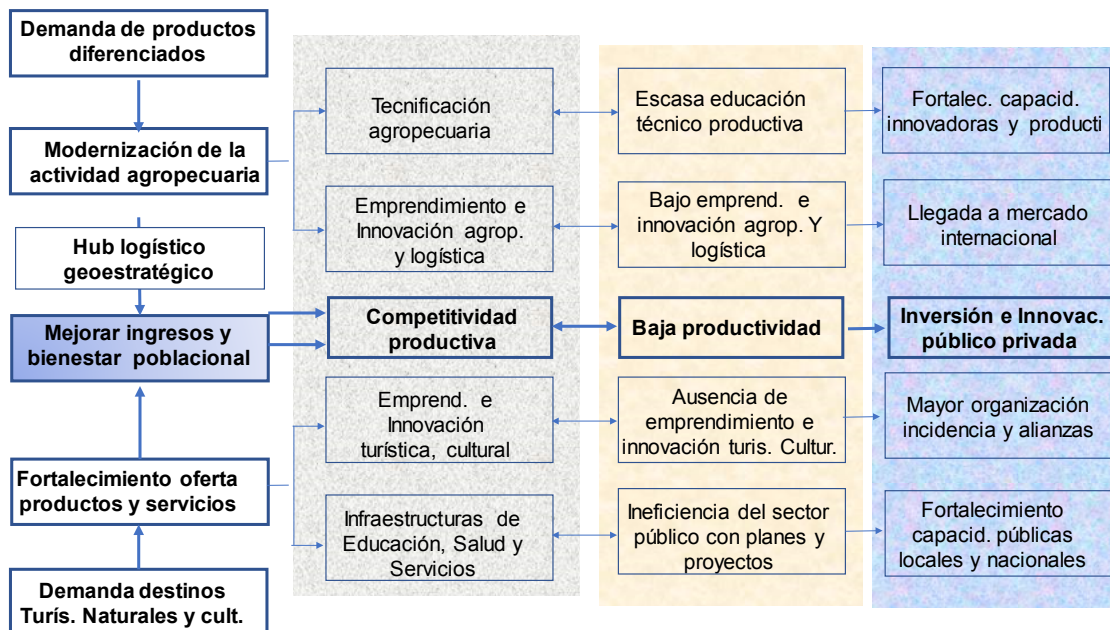 Demanda de productos
diferenciados
Modernización de la
actividad agropecuaria
Hub logístico
geoestratégico
Mejorar ingresos y
bienestar poblacional
Fortalecimiento oferta
productos y servicios
Demanda destinos
Turís. Naturales y cult.
Tecnificación
agropecuaria
Emprendimiento e
Innovación agrop.
y logística
Competitividad
productiva
Emprend. e
Innovación
turística, cultural
Infraestructuras de
Educación, Salud y
Servicios
Escasa educación
técnico productiva
Bajo emprend. e
innovación agrop. Y
logística
Baja productividad
Ausencia de
emprendimiento e
innovación turis. Cultur.
Ineficiencia del sector
público con planes y
proyectos
Fortalec. capacid.
innovadoras y producti
Llegada a mercado
internacional
Inversión e Innovac.
público privada
Mayor organización
incidencia y alianzas
Fortalecimiento
capacid. públicas
locales y nacionales